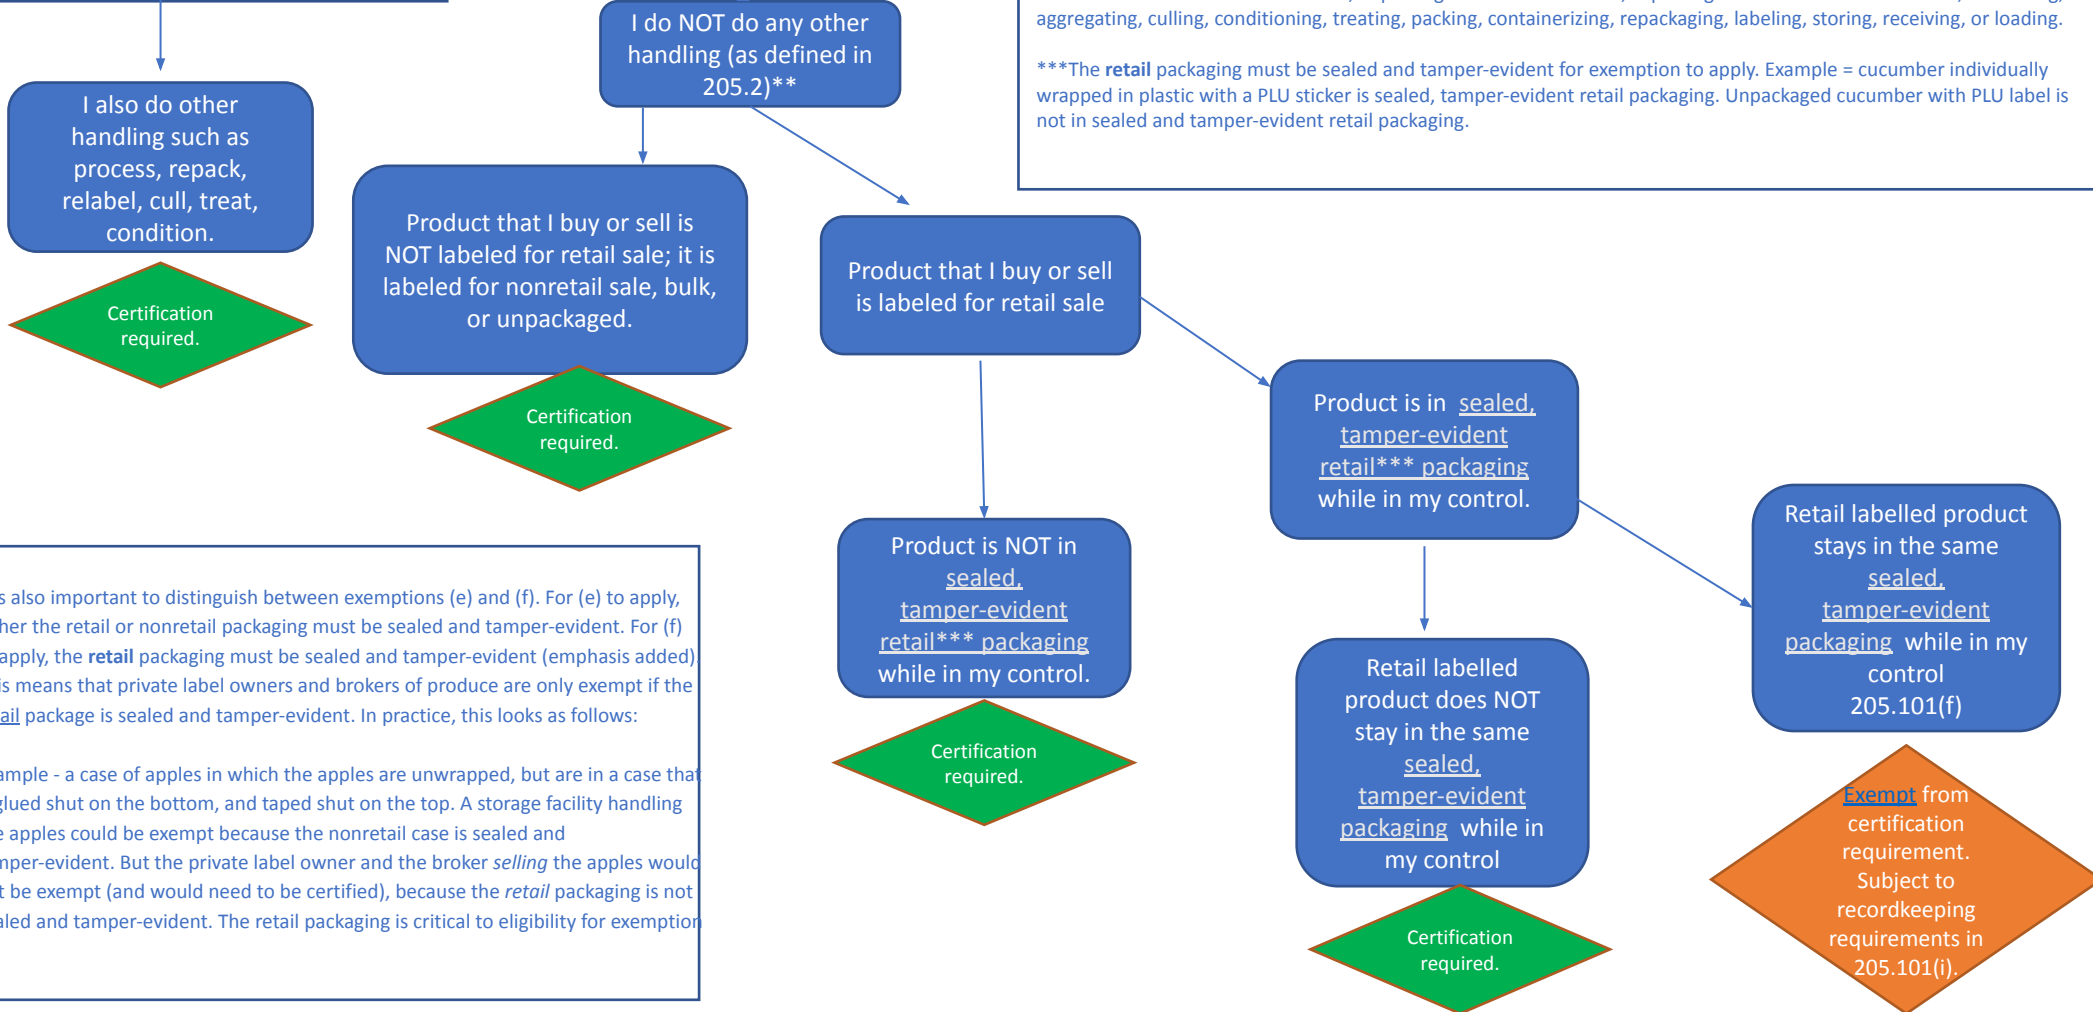 I do NOT do any other
handling (as defined in
205.2)**
aggregating, culling, conditioning, treating, packing, containerizing, repackaging, labeling, storing, receiving, or loading.
***The retail packaging must be sealed and tamper-evident for exemption to apply. Example = cucumber individually
wrapped in plastic with a PLU sticker is sealed, tamper-evident retail packaging. Unpackaged cucumber with PLU label is
not in sealed and tamper-evident retail packaging.
I also do other
handling such as
process, repack,
relabel, cull, treat,
condition.
Certification
required.
Product that I buy or sell is
NOT labeled for retail sale; it is
labeled for nonretail sale, bulk,
or unpackaged.
Certification
required.
Product that I buy or sell
is labeled for retail sale
Product is in sealed,
tamper-evident
retail*** packaging
while in my control.
Product is NOT in
sealed,
tamper-evident
retail*** packaging
while in my control.
Certification
required.
Retail labelled
product does NOT
stay in the same
sealed,
tamper-evident
packaging while in
my control
Certification
required.
Retail labelled product
stays in the same
sealed,
tamper-evident
packaging while in my
control
205.101(f)
Exempt from
certification
requirement.
Subject to
recordkeeping
requirements in
205.101(i).
s also important to distinguish between exemptions (e) and (f). For (e) to apply,
her the retail or nonretail packaging must be sealed and tamper-evident. For (f)
apply, the retail packaging must be sealed and tamper-evident (emphasis added).
is means that private label owners and brokers of produce are only exempt if the
ail package is sealed and tamper-evident. In practice, this looks as follows:
ample - a case of apples in which the apples are unwrapped, but are in a case that
glued shut on the bottom, and taped shut on the top. A storage facility handling
e apples could be exempt because the nonretail case is sealed and
mper-evident. But the private label owner and the broker selling the apples would
t be exempt (and would need to be certified), because the retail packaging is not
aled and tamper-evident. The retail packaging is critical to eligibility for exemption